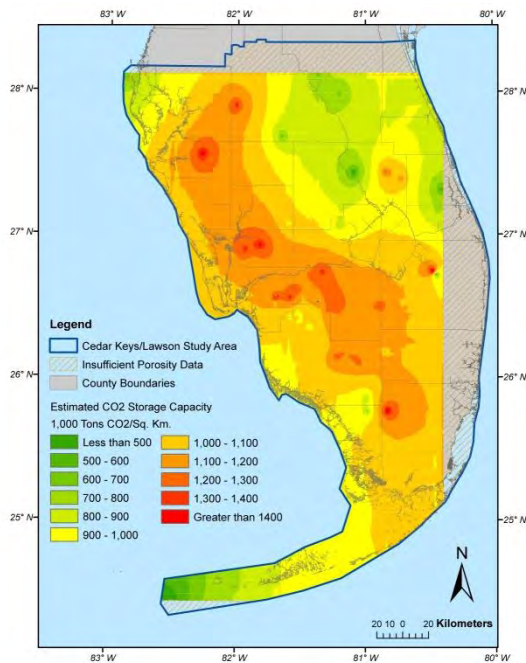 83° W 82° W 81° W 80° W
28° N 28° N
27° N 27° N
26° N 26° N
25° N 25° N
Legend
Cedar Keys/Lawson Study Area
Insufficient Porosity Data
County Boundaries
Estimated CO2 Storage Capacity
1,000 Tons CO2/Sq. Km.
Less than 500 1,000 - 1,100
500 - 600 1,100 - 1,200
600 - 700 1,200 - 1,300
700 - 800 1,300 - 1,400
800 - 900 Greater than 1400
900 - 1,000
N
20 10 0 20 Kilometers
83° W 82° W 81° W 80° W